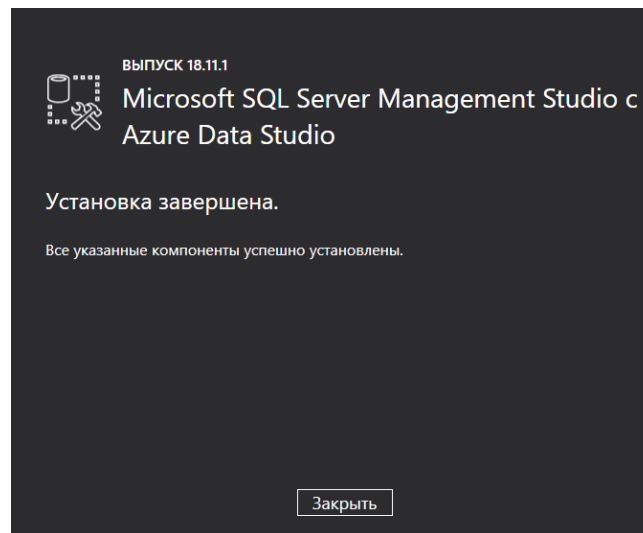 ВЫПУСК 18.11.1
Microsoft SQL Server Management Studio с
Azure Data Studio
Установка завершена.
Все указанные компоненты успешно установлены.
Закрыть